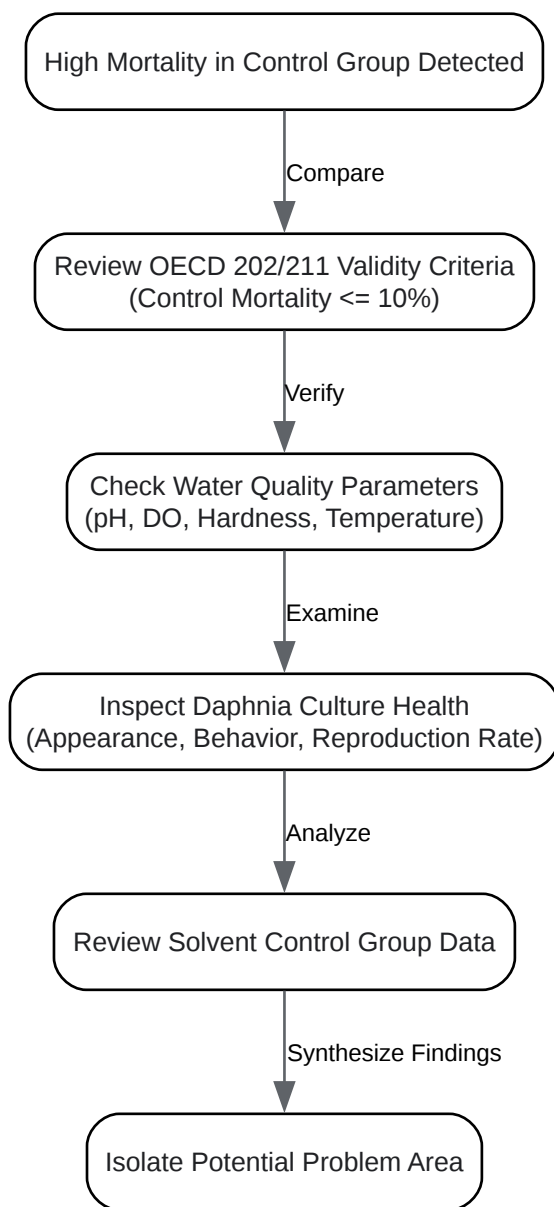 High Mortality in Control Group Detected
Compare
Review OECD 202/211 Validity Criteria
(Control Mortality <= 10%)
Verify
Check Water Quality Parameters
(pH, DO, Hardness, Temperature)
Examine
Inspect Daphnia Culture Health
(Appearance, Behavior, Reproduction Rate)
Analyze
Review Solvent Control Group Data
Synthesize Findings
Isolate Potential Problem Area